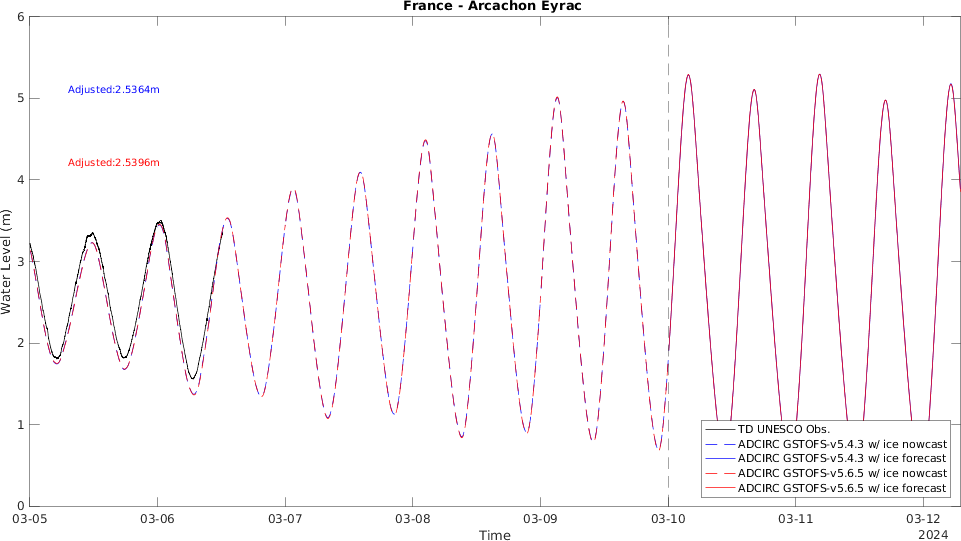 France - Arcachon Eyrac
6
5
4
3
2
1
0
Water Level (m)
Adjusted:2.5364m
Adjusted:2.5396m
TD UNESCO Obs.
ADCIRC GSTOFS-v5.4.3 w/ ice nowcast
ADCIRC GSTOFS-v5.4.3 w/ ice forecast
ADCIRC GSTOFS-v5.6.5 w/ ice nowcast
ADCIRC GSTOFS-v5.6.5 w/ ice forecast
03-05 03-06 03-07 03-08 03-09 03-10 03-11 03-12
2024
Time